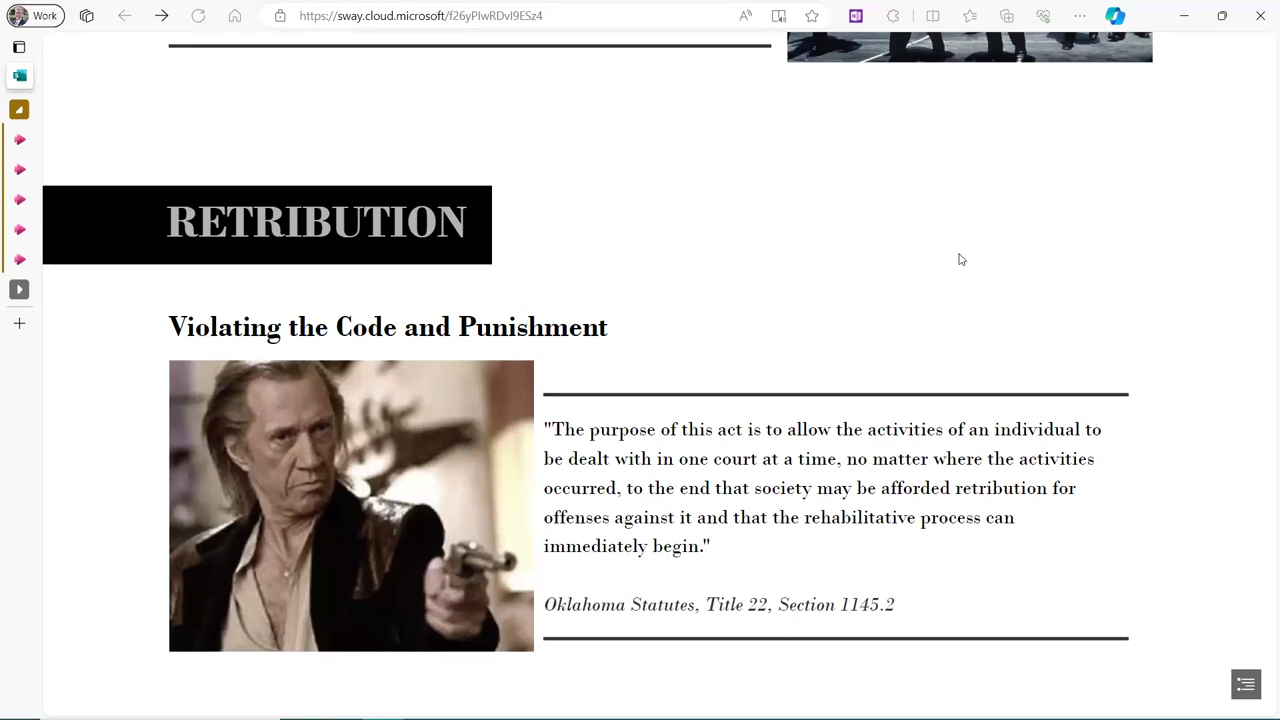 Work
https://sway.cloud.microsoft/f26yPIwRDvI9ESz4
RETRIBUTION
Violating the Code and Punishment
"The purpose of this act is to allow the activities of an individual to
be dealt with in one court at a time, no matter where the activities
occurred, to the end that society may be afforded retribution for
offenses against it and that the rehabilitative process can
immediately begin."
Oklahoma Statutes, Title 22, Section 1145.2